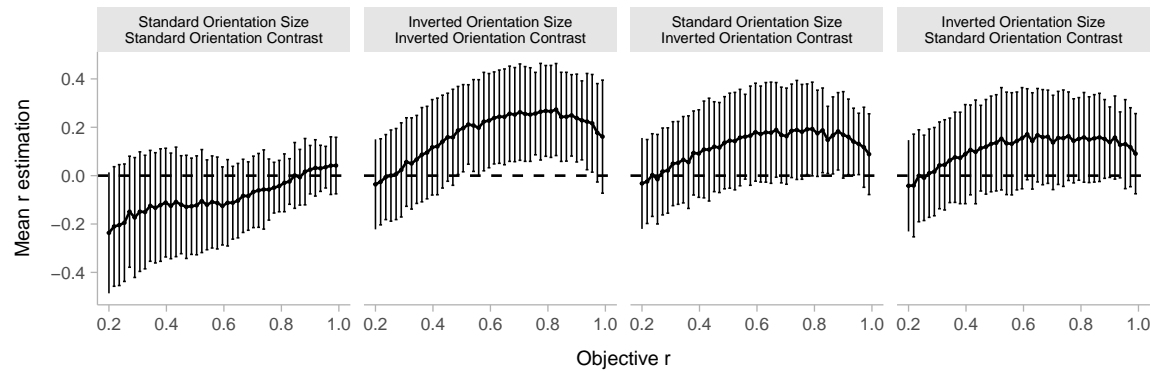 Standard Orientation Size
Standard Orientation Contrast
Inverted Orientation Size
Inverted Orientation Contrast
Standard Orientation Size
Inverted Orientation Contrast
Inverted Orientation Size
Standard Orientation Contrast
Mean r estimation
0.4
0.2
0.0
−0.2
−0.4
0.2 0.4 0.6 0.8 1.0
0.2 0.4 0.6 0.8 1.0
0.2 0.4 0.6 0.8 1.0
0.2 0.4 0.6 0.8 1.0
Objective r